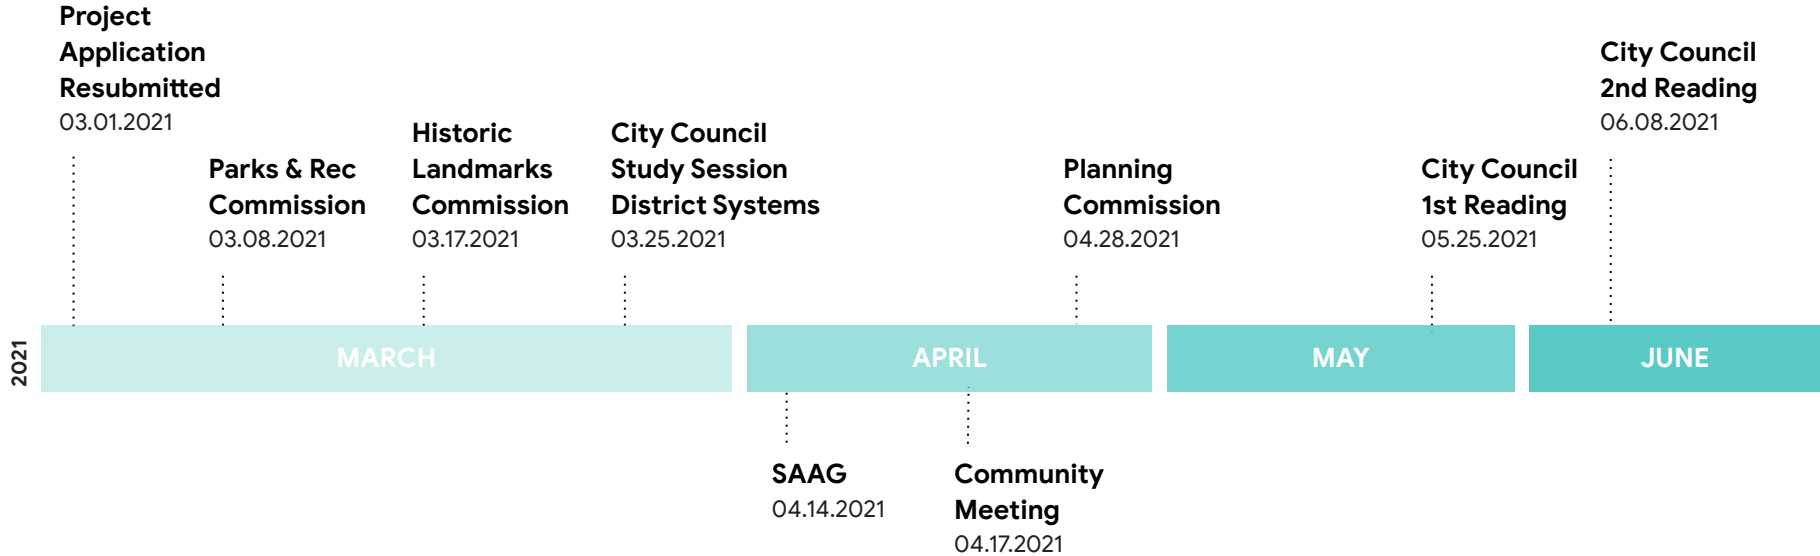 Project
Application
Resubmitted
03.01.2021
Parks & Rec
Commission
03.08.2021
Historic
Landmarks
Commission
03.17.2021
City Council
Study Session
District Systems
03.25.2021
Planning
Commission
04.28.2021
City Council
1st Reading
05.25.2021
City Council
2nd Reading
06.08.2021
2021
MARCH
APRIL
MAY
JUNE
SAAG
04.14.2021
Community
Meeting
04.17.2021